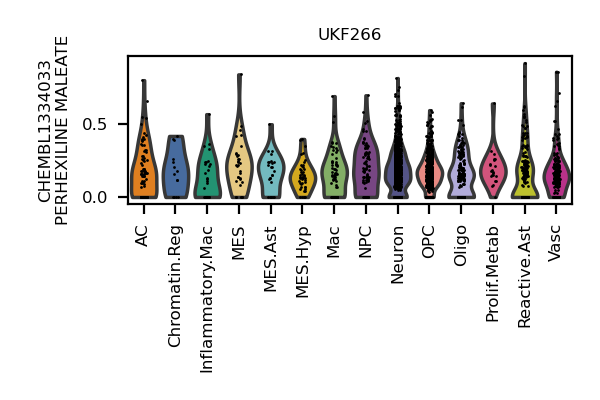 UKF266
CHEMBL1334033
PERHEXILINE MALEATE
0.5
0.0
AC
Chromatin.Reg
Inflammatory.Mac
MES
MES.Ast
MES.Hyp
Mac
NPC
Neuron
OPC
Oligo
Prolif.Metab
Reactive.Ast
Vasc